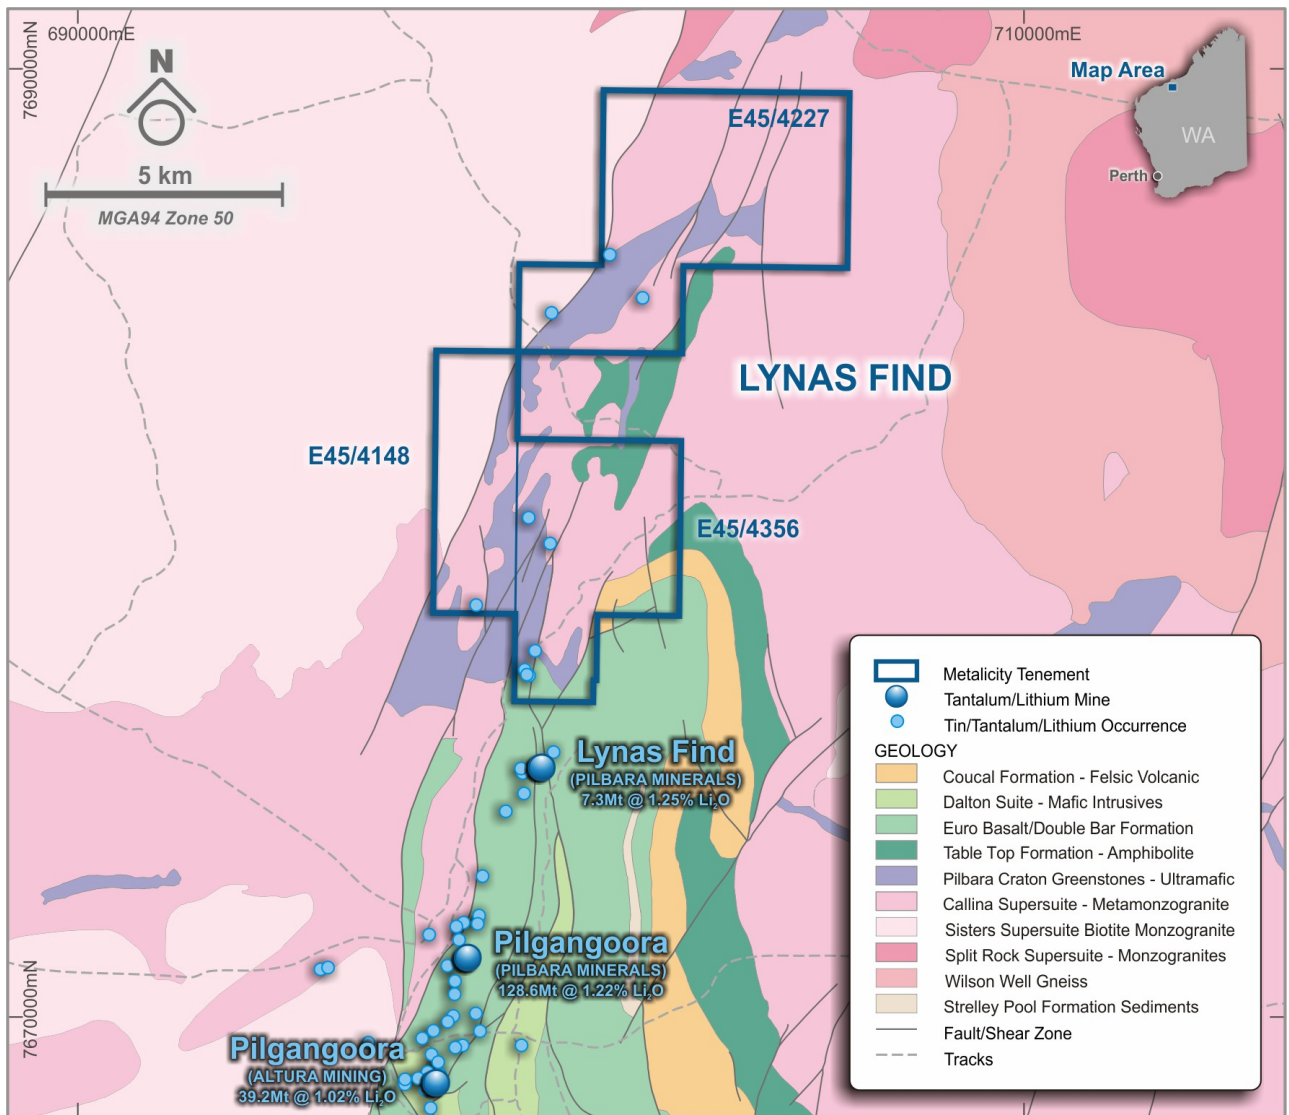 690000mE
710000mE
7690000mN
N
5 km
MGA94 Zone 50
Map Area
WA
Perth
E45/4227
LYNAS FIND
E45/4148
E45/4356
Lynas Find
(PILBARA MINERALS)
7.3Mt @ 1.25% Li₂O
Pilgangoora
(PILBARA MINERALS)
128.6Mt @ 1.22% Li₂O
7670000mN
Pilgangoora
(ALTURA MINING)
39.2Mt @ 1.02% Li₂O
Metalicity Tenement
Tantalum/Lithium Mine
Tin/Tantalum/Lithium Occurrence
GEOLOGY
Coucal Formation - Felsic Volcanic
Dalton Suite - Mafic Intrusives
Euro Basalt/Double Bar Formation
Table Top Formation - Amphibolite
Pilbara Craton Greenstones - Ultramafic
Callina Supersuite - Metamonzogranite
Sisters Supersuite Biotite Monzogranite
Split Rock Supersuite - Monzogranites
Wilson Well Gneiss
Strelley Pool Formation Sediments
Fault/Shear Zone
Tracks